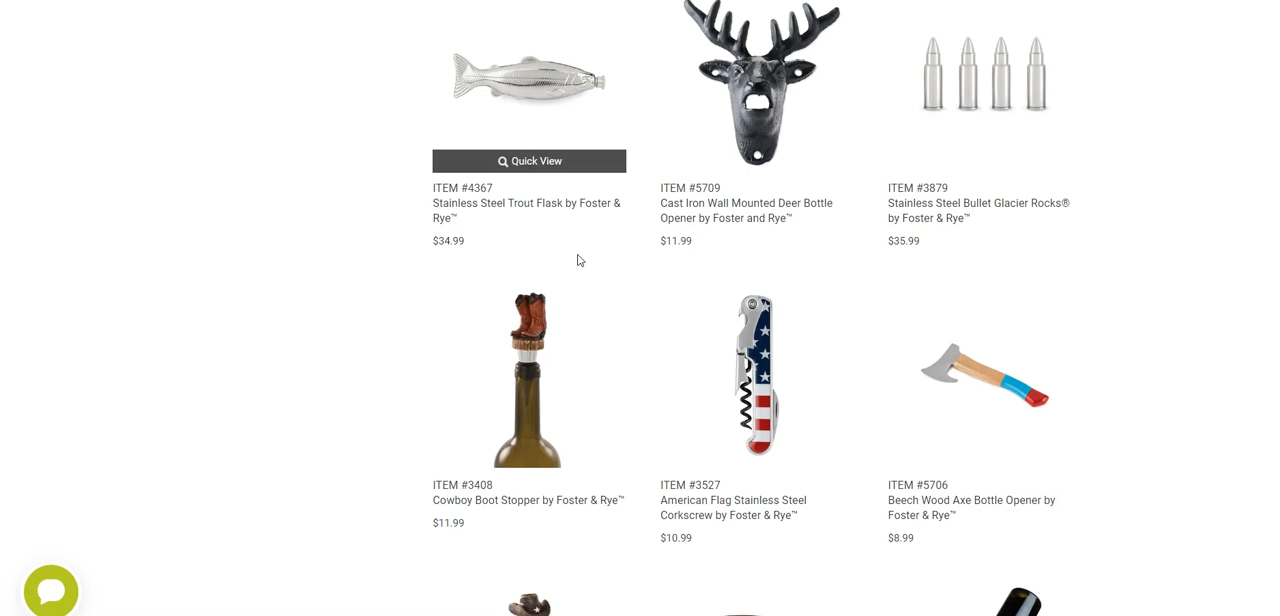 Quick View
ITEM #4367
Stainless Steel Trout Flask by Foster &
Rye™
$34.99
ITEM #5709
Cast Iron Wall Mounted Deer Bottle
Opener by Foster and Rye™
$11.99
ITEM #3879
Stainless Steel Bullet Glacier Rocks®
by Foster & Rye™
$35.99
ITEM #3408
Cowboy Boot Stopper by Foster & Rye™
$11.99
ITEM #3527
American Flag Stainless Steel
Corkscrew by Foster & Rye™
$10.99
ITEM #5706
Beech Wood Axe Bottle Opener by
Foster & Rye™
$8.99